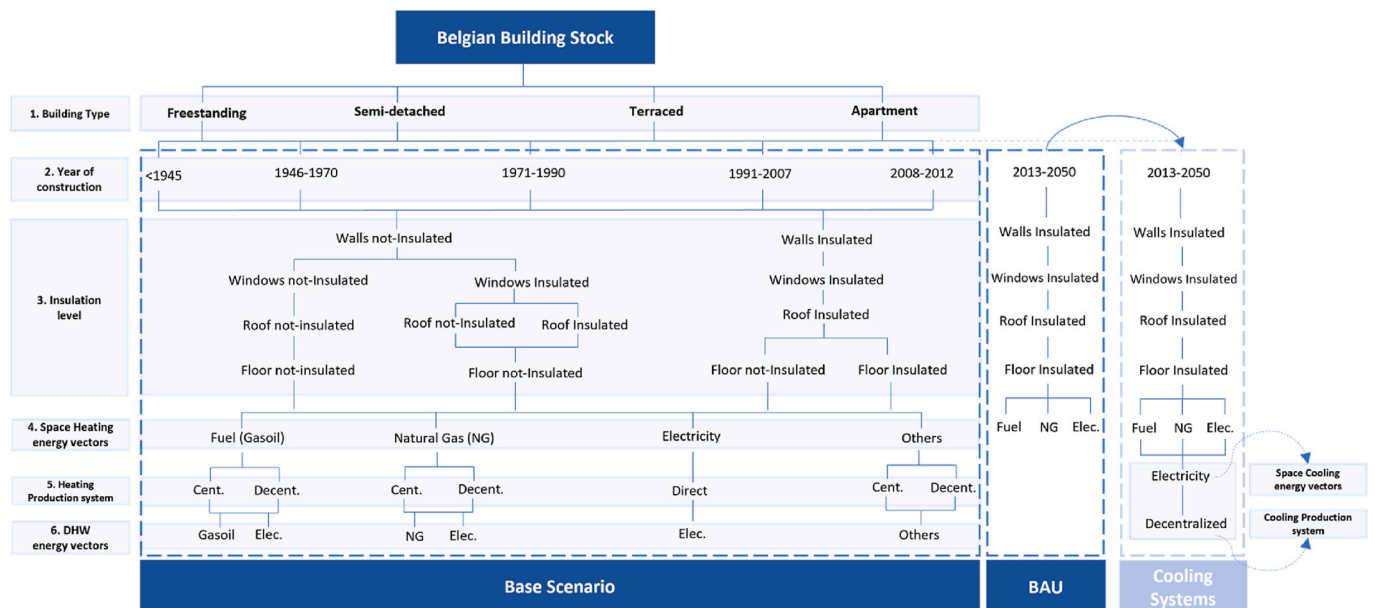 Belgian Building Stock
1. Building Type
Freestanding
Semi-detached
Terraced
Apartment
2. Year of
construction
<1945
1946-1970
1971-1990
1991-2007
2008-2012
2013-2050
2013-2050
3. Insulation
level
Walls not-Insulated
Walls Insulated
Walls Insulated
Walls Insulated
Windows not-Insulated
Windows Insulated
Windows Insulated
Windows Insulated
Windows Insulated
Roof not-insulated
Roof not-Insulated
Roof Insulated
Roof Insulated
Roof Insulated
Roof Insulated
Floor not-insulated
Floor not-Insulated
Floor not-Insulated
Floor Insulated
Floor Insulated
Floor Insulated
4. Space Heating
energy vectors
Fuel (Gasoil)
Natural Gas (NG)
Electricity
Others
Fuel
NG
Elec.
Fuel
NG
Elec.
5. Heating
Production system
Cent.
Decent.
Cent.
Decent.
Direct
Cent.
Decent.
Electricity
Space Cooling
energy vectors
6. DHW
energy vectors
Gasoil
Elec.
NG
Elec.
Elec.
Others
Decentralized
Cooling Production
system
Base Scenario
BAU
Cooling
Systems